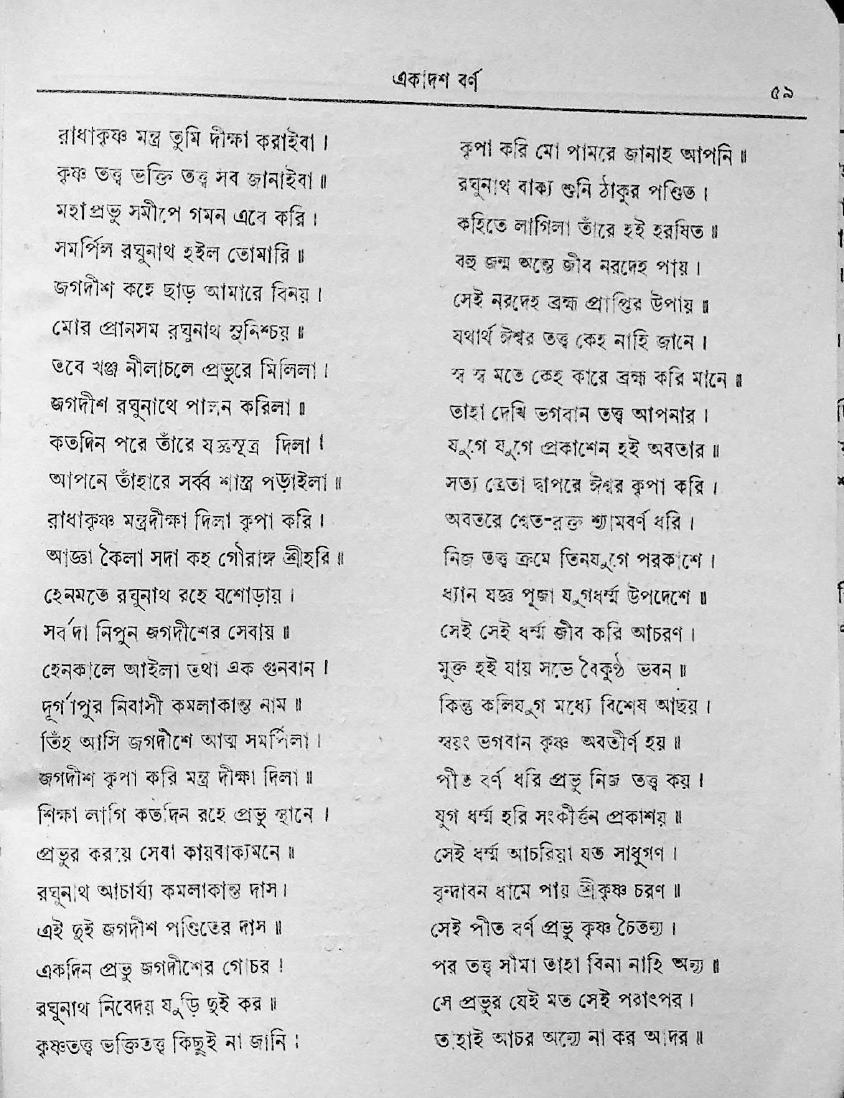 একাদশ বর্ণ
৫৯
রাধাকৃষ্ণ মন্ত্র তুমি দীক্ষা করাইবা ।
কৃষ্ণ তত্ত্ব ভক্তি তত্ত্ব সব জানাইবা ॥
মহাপ্রভু সমীপে গমন এবে করি ।
সমর্পিল রঘুনাথ হইল তোমারি ॥
জগদীশ কহে ছাড় আমারে বিনয় ।
মোর প্রানসম রঘুনাথ সুনিশ্চয় ॥
তবে খঞ্জ নীলাচলে প্রভুরে মিলিলা ।
জগদীশ রঘুনাথে পালন করিলা ॥
কতদিন পরে তাঁরে যজ্ঞসূত্র দিলা ।
আপনে তাঁহারে সর্ব্ব শাস্ত্র পড়াইলা ॥
রাধাকৃষ্ণ মন্ত্রদীক্ষা দিলা কৃপা করি ।
আজ্ঞা কৈলা সদা কহ গৌরাঙ্গ শ্রীহরি ॥
হেনমতে রঘুনাথ রহে যশোড়ায় ।
সর্বদা নিপুন জগদীশের সেবায় ॥
হেনকালে আইলা তথা এক গুনবান ।
দূর্গাপুর নিবাসী কমলাকান্ত নাম ॥
তিঁহ আসি জগদীশে আত্ম সমর্পিলা ।
জগদীশ কৃপা করি মন্ত্র দীক্ষা দিলা ॥
শিক্ষা লাগি কতদিন রহে প্রভু স্থানে ।
প্রভুর করয়ে সেবা কায়বাক্যমনে ॥
রঘুনাথ আচার্য্য কমলাকান্ত দাস ।
এই দুই জগদীশ পণ্ডিতের দাস ॥
একদিন প্রভু জগদীশের গোচর ।
রঘুনাথ নিবেদয় যুড়ি দুই কর ॥
কৃষ্ণতত্ত্ব ভক্তিতত্ত্ব কিছুই না জানি ।
কৃপা করি মো পামরে জানাহ আপনি ॥
রঘুনাথ বাক্য শুনি ঠাকুর পণ্ডিত ।
কহিতে লাগিলা তাঁরে হই হরষিত ॥
বহু জন্ম অন্তে জীব নরদেহ পায় ।
সেই নরদেহ ব্রহ্ম প্রাপ্তির উপায় ॥
যথার্থ ঈশ্বর তত্ত্ব কেহ নাহি জানে ।
স্ব স্ব মতে কেহ কারে ব্রহ্ম করি মানে ॥
তাহা দেখি ভগবান তত্ত্ব আপনার ।
যুগে যুগে প্রকাশেন হই অবতার ॥
সত্য ত্রেতা দ্বাপরে ঈশ্বর কৃপা করি ।
অবতরে শ্বেত-রক্ত শ্যামবর্ণ ধরি ।
নিজ তত্ত্ব ক্রমে তিনযুগে পরকাশে ।
ধ্যান যজ্ঞ পূজা যুগধর্ম্ম উপদেশে ॥
সেই সেই ধর্ম্ম জীব করি আচরণ ।
মুক্ত হই যায় সভে বৈকুণ্ঠ ভবন ॥
কিন্তু কলিযুগ মধ্যে বিশেষ আছয় ।
স্বয়ং ভগবান কৃষ্ণ অবতীর্ণ হয় ॥
পীত বর্ণ ধরি প্রভু নিজ তত্ত্ব কয় ।
যুগ ধর্ম্ম হরি সংকীর্ত্তন প্রকাশয় ॥
সেই ধর্ম্ম আচরিয়া যত সাধুগণ ।
বৃন্দাবন ধামে পায় শ্রীকৃষ্ণ চরণ ॥
সেই পীত বর্ণ প্রভু কৃষ্ণ চৈতন্য ।
পর তত্ত্ব সীমা তাহা বিনা নাহি অন্য ॥
সে প্রভুর যেই মত সেই পরাৎপর ।
তাহাই আচর অন্যে না কর আদর ॥